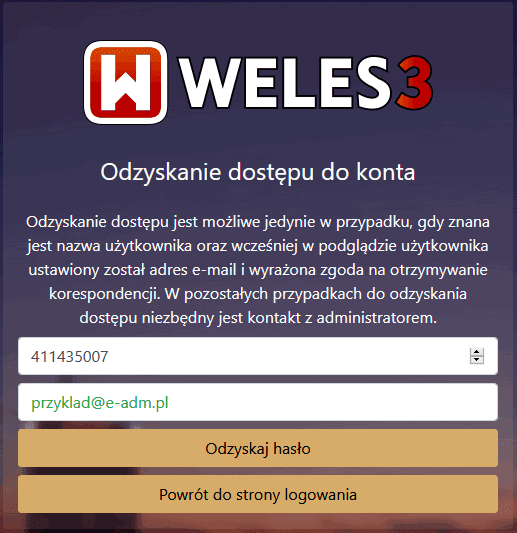 W WELES3
Odzyskanie dostępu do konta
Odzyskanie dostępu jest możliwe jedynie w przypadku, gdy znana
jest nazwa użytkownika oraz wcześniej w podglądzie użytkownika
ustawiony został adres e-mail i wyrażona zgoda na otrzymywanie
korespondencji. W pozostałych przypadkach do odzyskania
dostępu niezbędny jest kontakt z administratorem.
411435007
przyklad@e-adm.pl
Odzyskaj hasło
Powrót do strony logowania